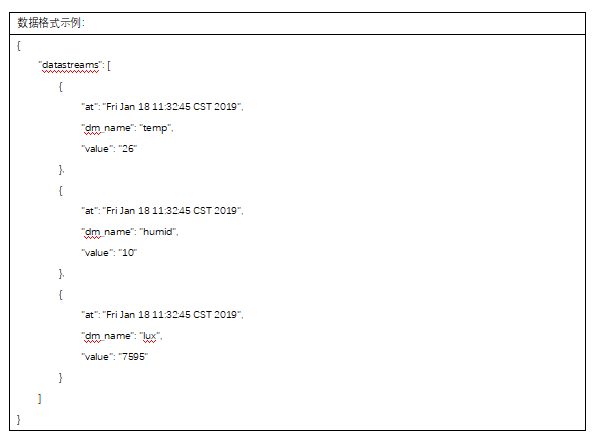 数据格式示例：
{
"datastreams": [
{
"at": "Fri Jan 18 11:32:45 CST 2019",
"dm_name": "temp",
"value": "26"
},
{
"at": "Fri Jan 18 11:32:45 CST 2019",
"dm_name": "humid",
"value": "10"
},
{
"at": "Fri Jan 18 11:32:45 CST 2019",
"dm_name": "lux",
"value": "7595"
}
]
}